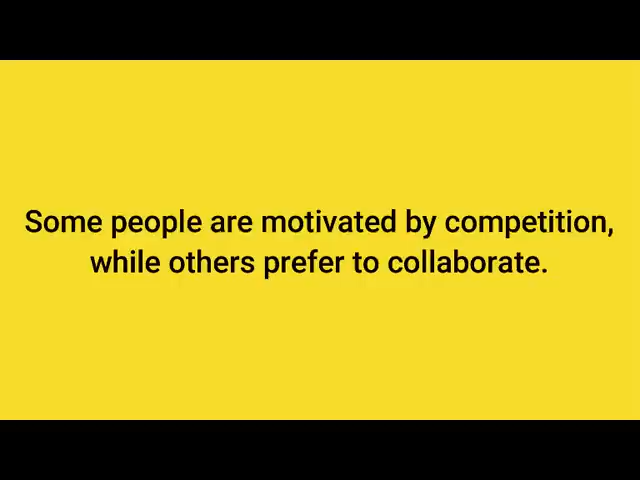 Some people are motivated by competition,
while others prefer to collaborate.